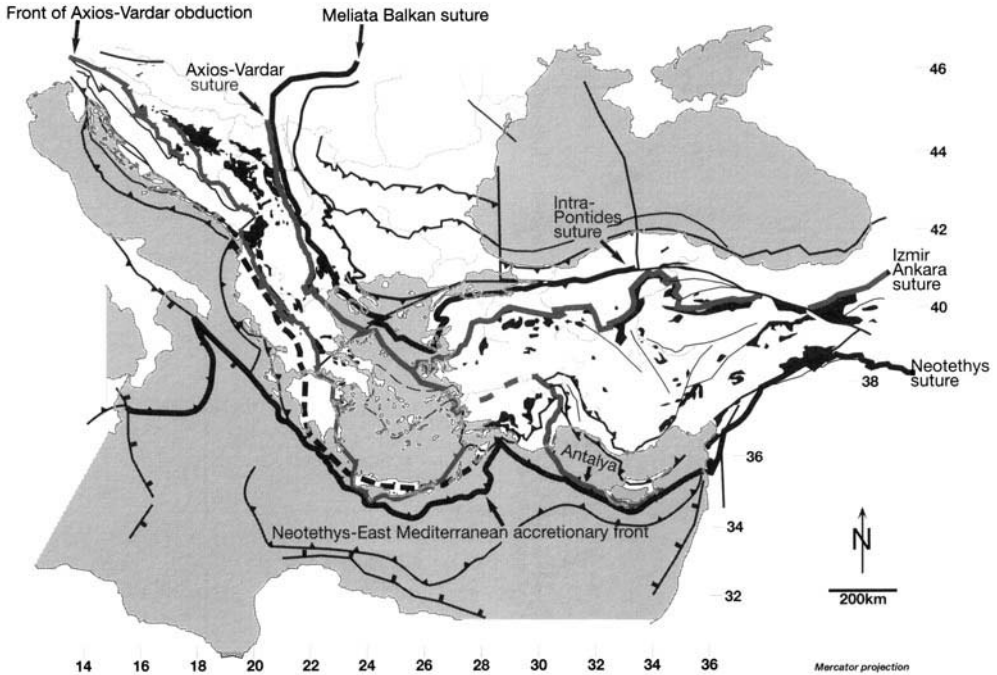 Front of Axios-Vardar obduction
Meliata Balkan suture
Axios-Vardar
suture
46
44
Intra-
Pontides
suture
42
Izmir
Ankara
suture
40
Neotethys
suture
38
Antalya
36
Neotethys-East Mediterranean accretionary front
34
N
200km
32
14
16
18
20
22
24
26
28
30
32
34
36
Mercator projection